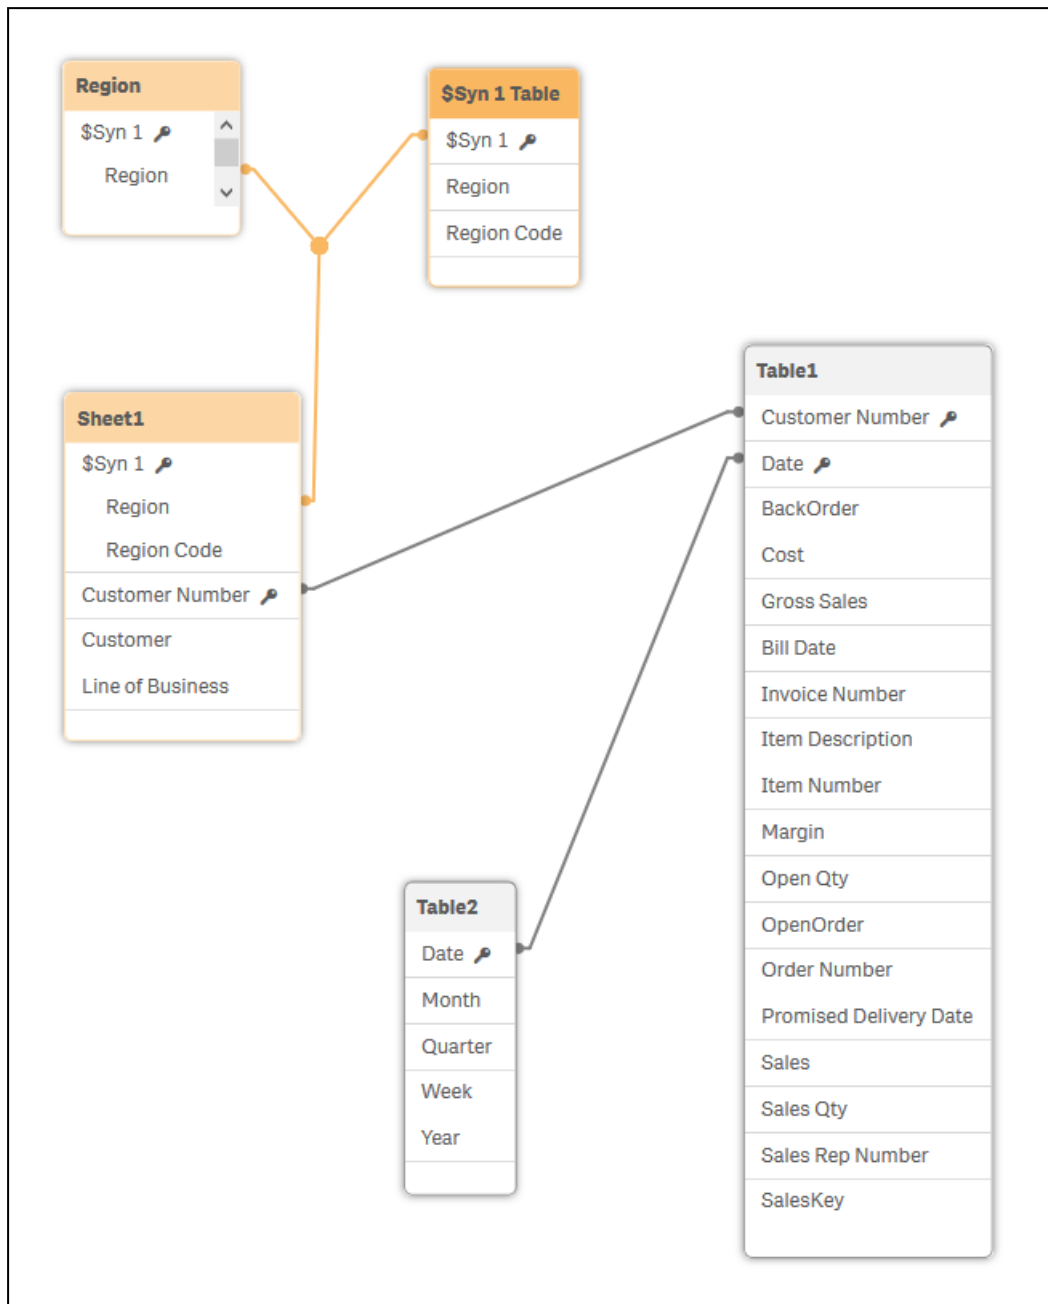 Region
$Syn 1
Region
$Syn 1 Table
$Syn 1
Region
Region Code
Sheet1
$Syn 1
Region
Region Code
Customer Number
Customer
Line of Business
Table1
Customer Number
Date
BackOrder
Cost
Gross Sales
Bill Date
Invoice Number
Item Description
Item Number
Margin
Open Qty
OpenOrder
Order Number
Promised Delivery Date
Sales
Sales Qty
Sales Rep Number
SalesKey
Table2
Date
Month
Quarter
Week
Year